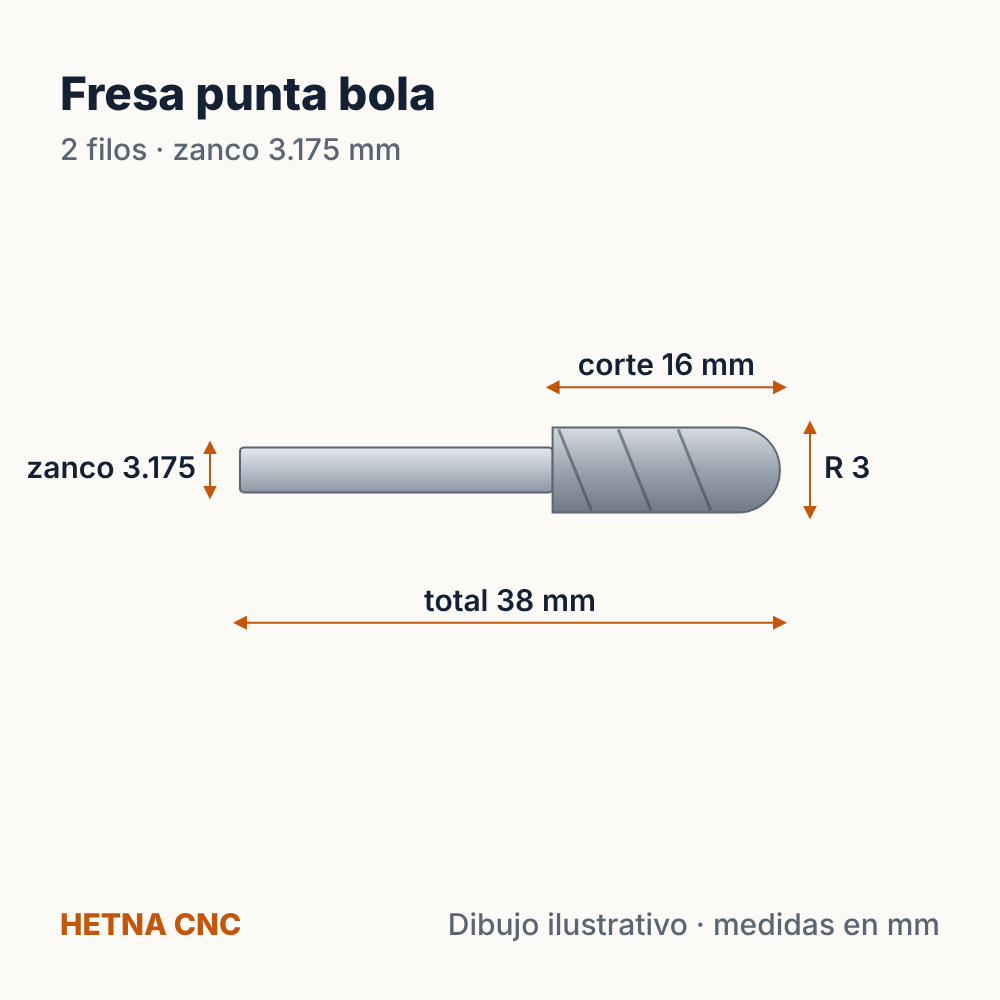 Fresa punta bola
2 filos · zanco 3.175 mm
corte 16 mm
zanco 3.175
R 3
total 38 mm
HETNA CNC
Dibujo ilustrativo · medidas en mm